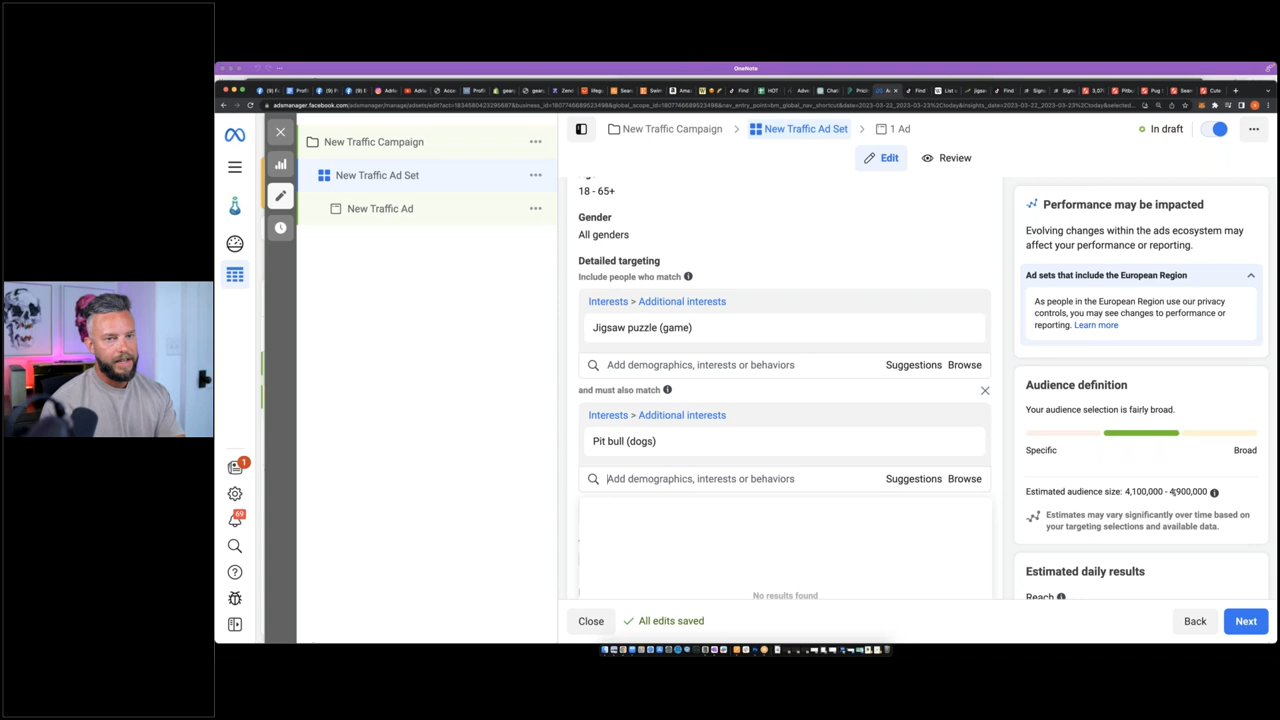 OneNote
adsmanager.facebook.com
New Traffic Campaign
New Traffic Ad Set
New Traffic Ad
New Traffic Campaign > New Traffic Ad Set > 1 Ad
In draft
Edit
Review
18 - 65+
Gender
All genders
Detailed targeting
Include people who match
Interests > Additional interests
Jigsaw puzzle (game)
Add demographics, interests or behaviors
Suggestions Browse
and must also match
Interests > Additional interests
Pit bull (dogs)
Add demographics, interests or behaviors
Suggestions Browse
No results found
Close
All edits saved
Back
Next
Performance may be impacted
Evolving changes within the ads ecosystem may
affect your performance or reporting.
Ad sets that include the European Region
As people in the European Region use our privacy
controls, you may see changes to performance or
reporting. Learn more
Audience definition
Your audience selection is fairly broad.
Specific
Broad
Estimated audience size: 4,100,000 - 4,900,000
Estimates may vary significantly over time based on
your targeting selections and available data.
Estimated daily results
Reach
1
69